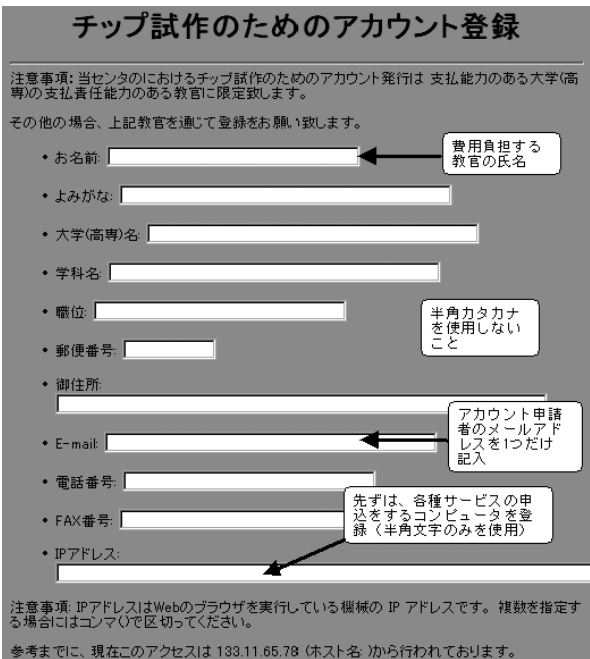 チップ試作のためのアカウント登録
注意事項: 当センタのにおけるチップ試作のためのアカウント発行は 支払能力のある大学(高
専)の支払責任能力のある教官に限定致します。
その他の場合、上記教官を通じて登録をお願い致します。
• お名前:
費用負担する
教官の氏名
• よみがな:
• 大学(高専)名:
• 学科名:
• 職位:
半角カタカナ
を使用しない
こと
• 郵便番号:
• 御住所:
アカウント申請
者のメールアド
レスを1つだけ
記入
• E-mail:
• 電話番号:
先ずは、各種サービスの申
込をするコンピュータを登
録（半角文字のみを使用）
• FAX番号:
• IPアドレス:
注意事項: IPアドレスはWebのブラウザを実行している機械の IP アドレスです。複数を指定す
る場合にはコンマ()で区切ってください。
参考までに、現在このアクセスは 133.11.65.78 (ホスト名: )から行われております。